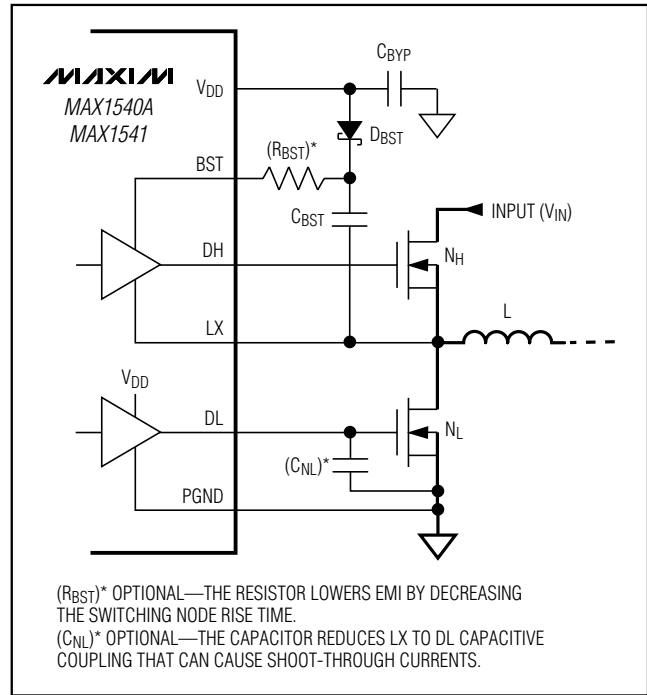 MAXIM
MAX1540A
MAX1541
VDD
CBYP
DBST
BST
(RBST)*
CBST
INPUT (VIN)
DH
NH
LX
L
VDD
DL
NL
(CNL)*
PGND
(RBST)* OPTIONAL—THE RESISTOR LOWERS EMI BY DECREASING
THE SWITCHING NODE RISE TIME.
(CNL)* OPTIONAL—THE CAPACITOR REDUCES LX TO DL CAPACITIVE
COUPLING THAT CAN CAUSE SHOOT-THROUGH CURRENTS.